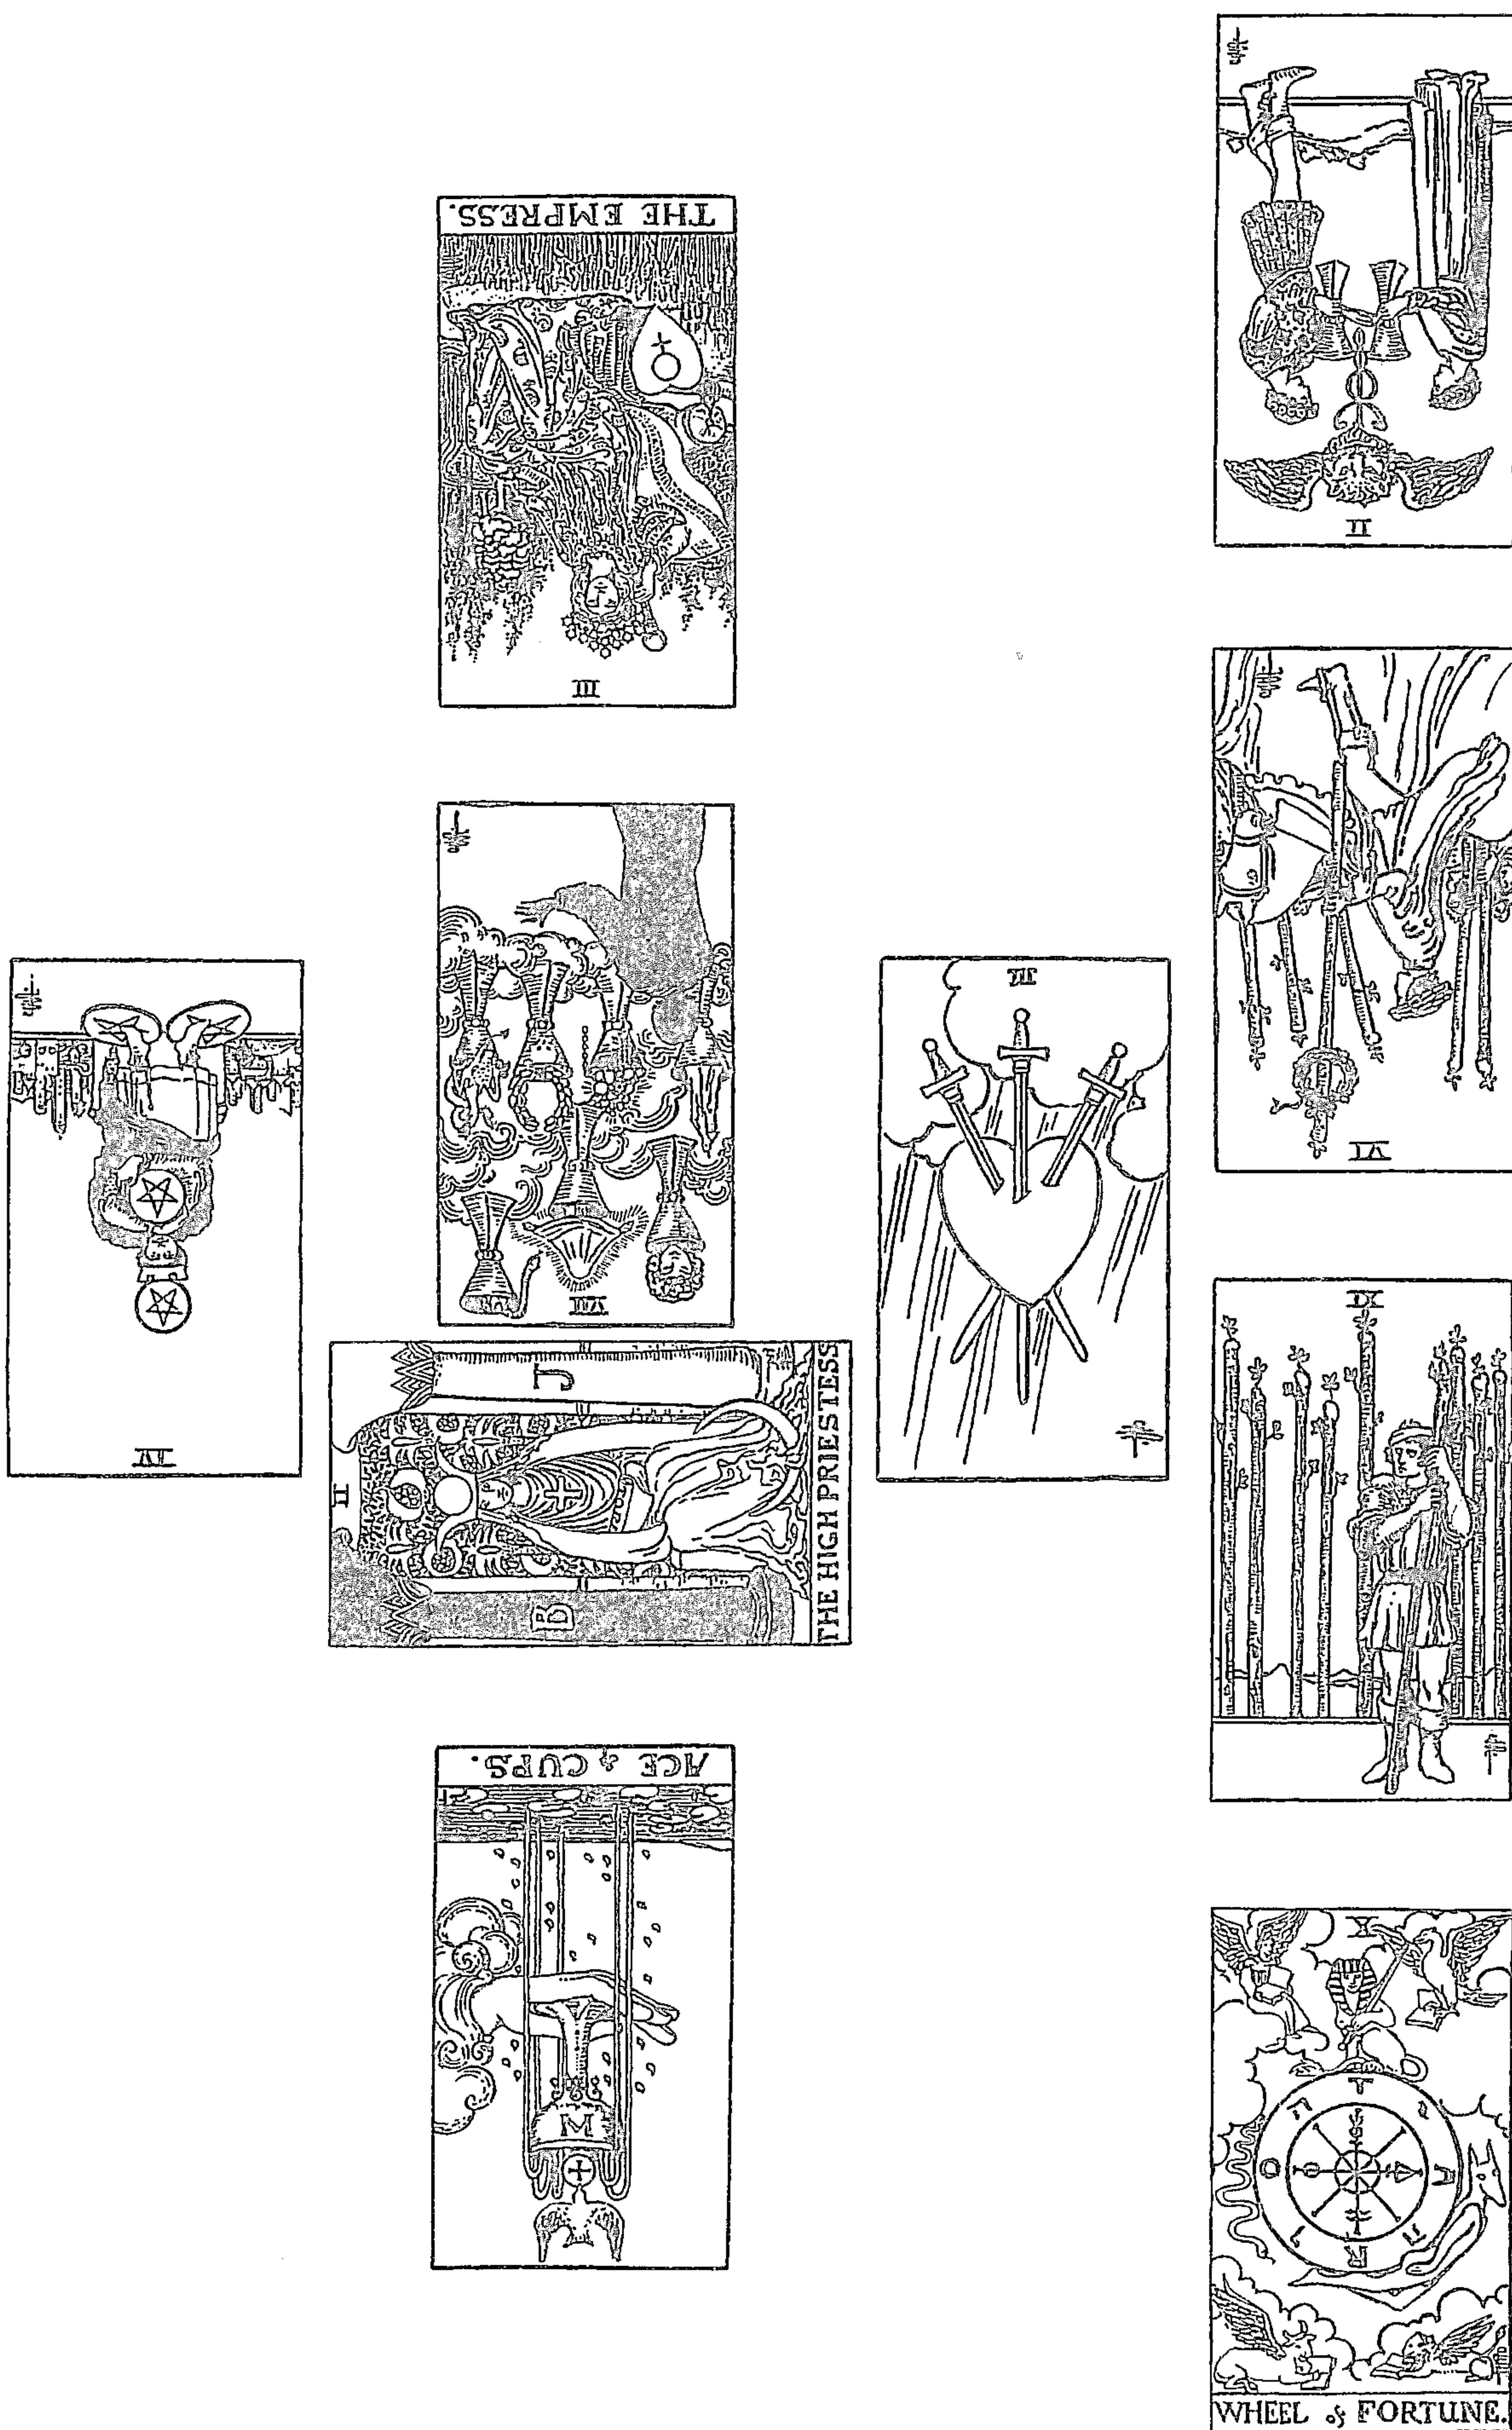 II
THE EMPRESS.
III
VI
VII
III
IV
IX
II
J
B
THE HIGH PRIESTESS
ACE of CUPS.
M
X
T
A
R
O
WHEEL of FORTUNE.